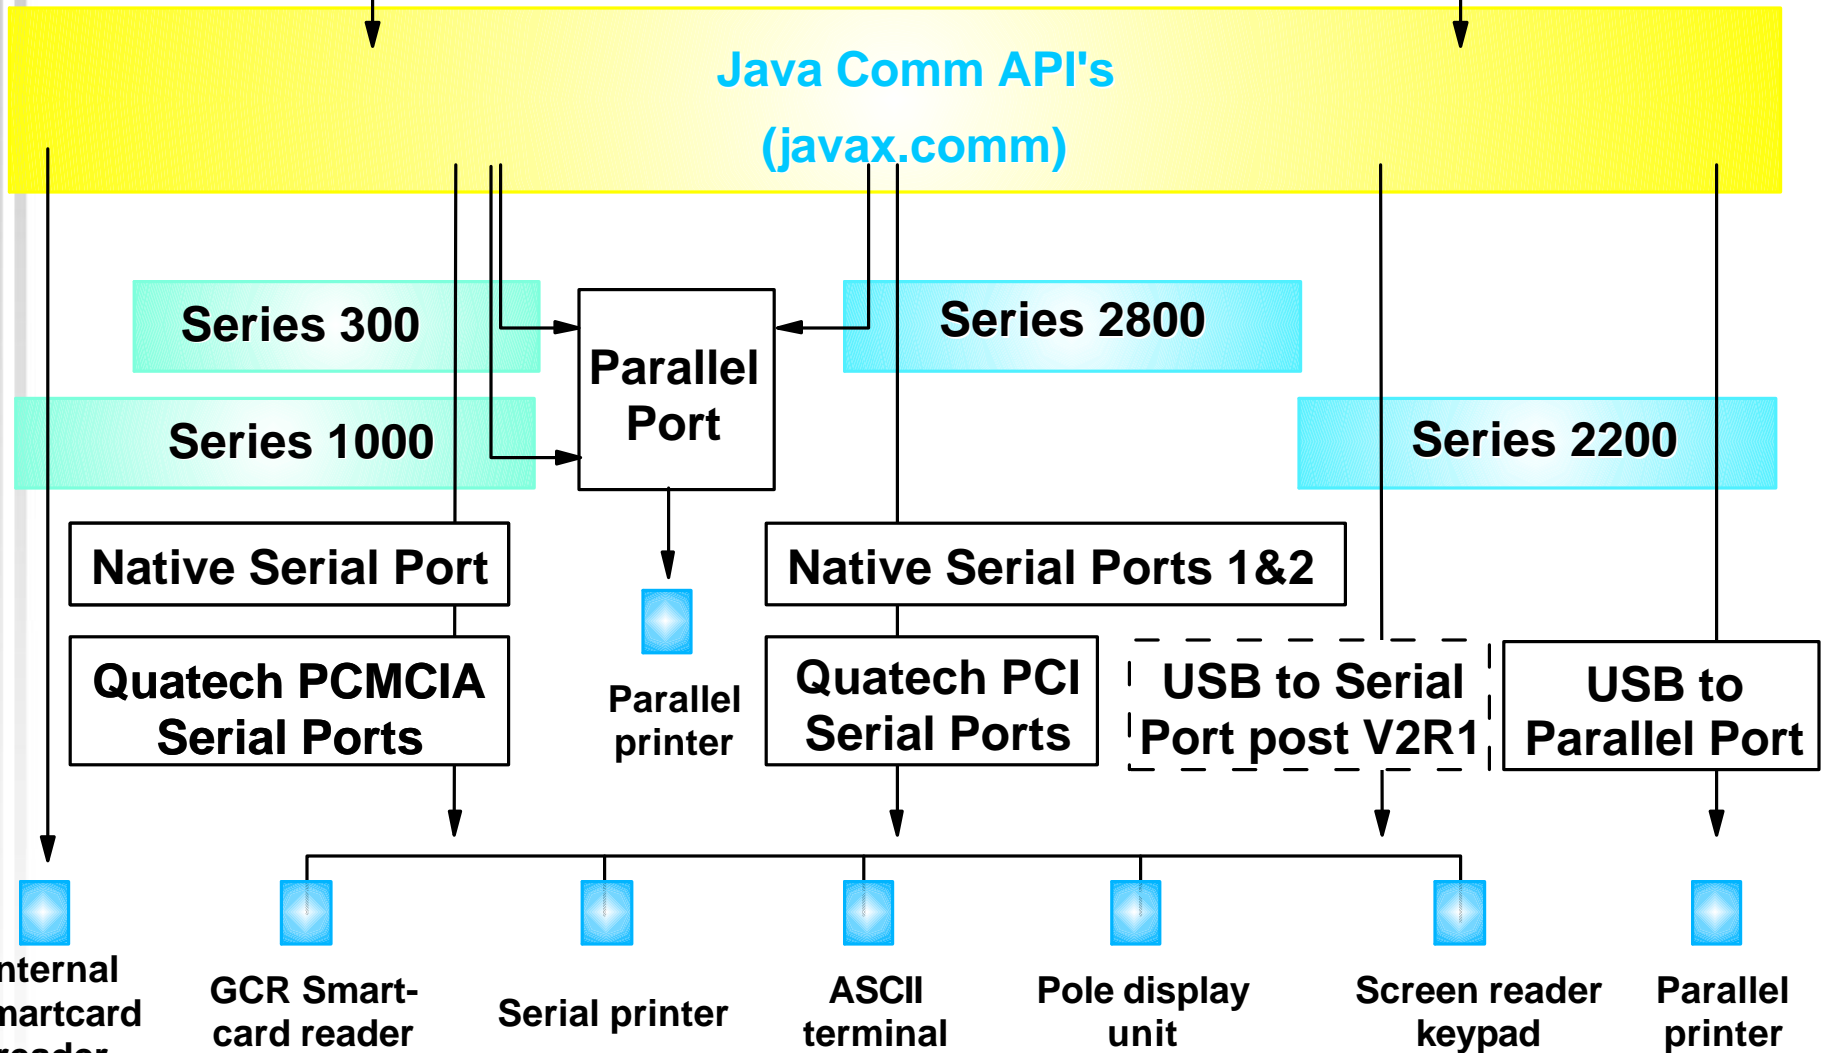 Java Comm API's
(javax.comm)
Series 300
Series 2800
Parallel
Port
Series 1000
Series 2200
Native Serial Port
Native Serial Ports 1&2
Quatech PCMCIA
Serial Ports
Parallel
printer
Quatech PCI
Serial Ports
USB to Serial
Port post V2R1
USB to
Parallel Port
nternal
martcard
reader
GCR Smart-
card reader
Serial printer
ASCII
terminal
Pole display
unit
Screen reader
keypad
Parallel
printer